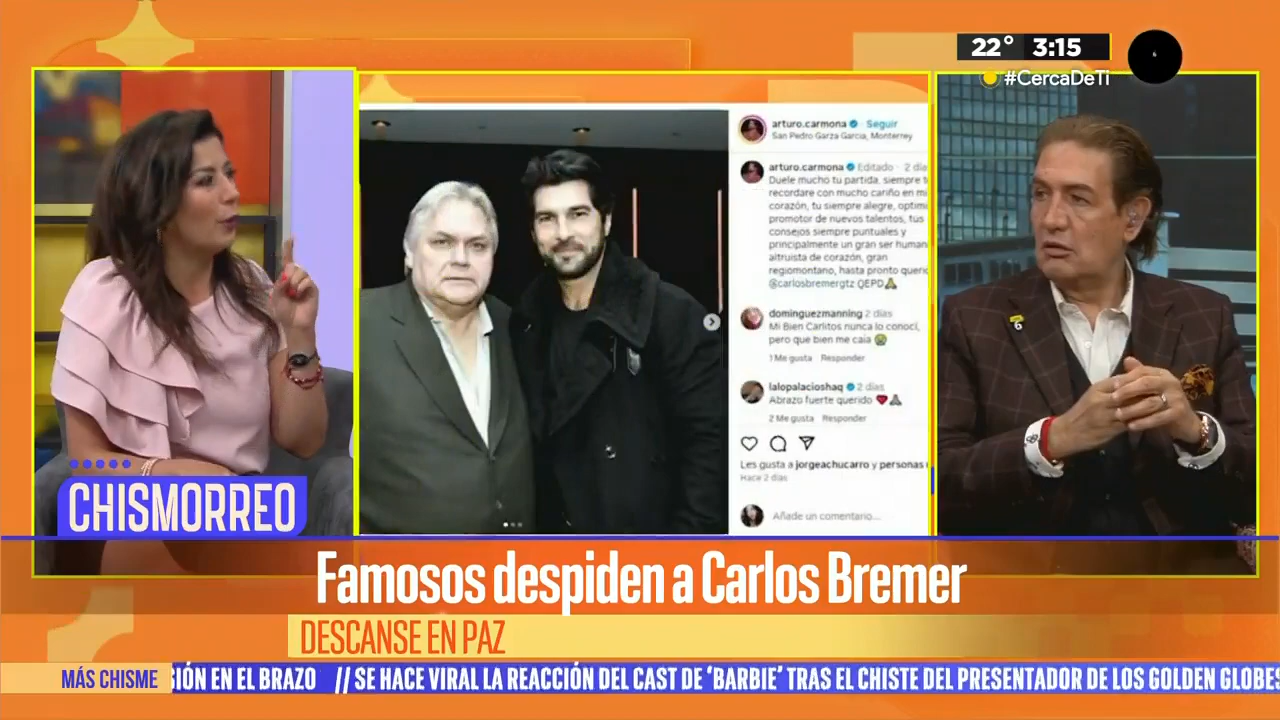 22° 3:15
#CercaDeTi
arturo.carmona Seguir
San Pedro Garza Garcia, Monterrey
arturo.carmona Editado · 2 día
Duele mucho tu partida, siempre t
recordare con mucho cariño en mi
corazón, tu siempre alegre, optimi
promotor de nuevos talentos, tus
consejos siempre puntuales y
principalmente un gran ser human
altruista de corazón, gran
regiomontano, hasta pronto queri
@carlosbremergtz QEPD
dominguezmanning 2 días
Mi Bien Carlitos nunca lo conocí,
pero que bien me caia
1 Me gusta Responder
lalopalacioshaq 2 días
Abrazo fuerte querido
2 Me gusta Responder
Les gusta a jorgeachucarro y personas
Hace 2 días
Añade un comentario...
6
CHISMORREO
Famosos despiden a Carlos Bremer
DESCANSE EN PAZ
MÁS CHISME IÓN EN EL BRAZO // SE HACE VIRAL LA REACCIÓN DEL CAST DE ‘BARBIE’ TRAS EL CHISTE DEL PRESENTADOR DE LOS GOLDEN GLOBES